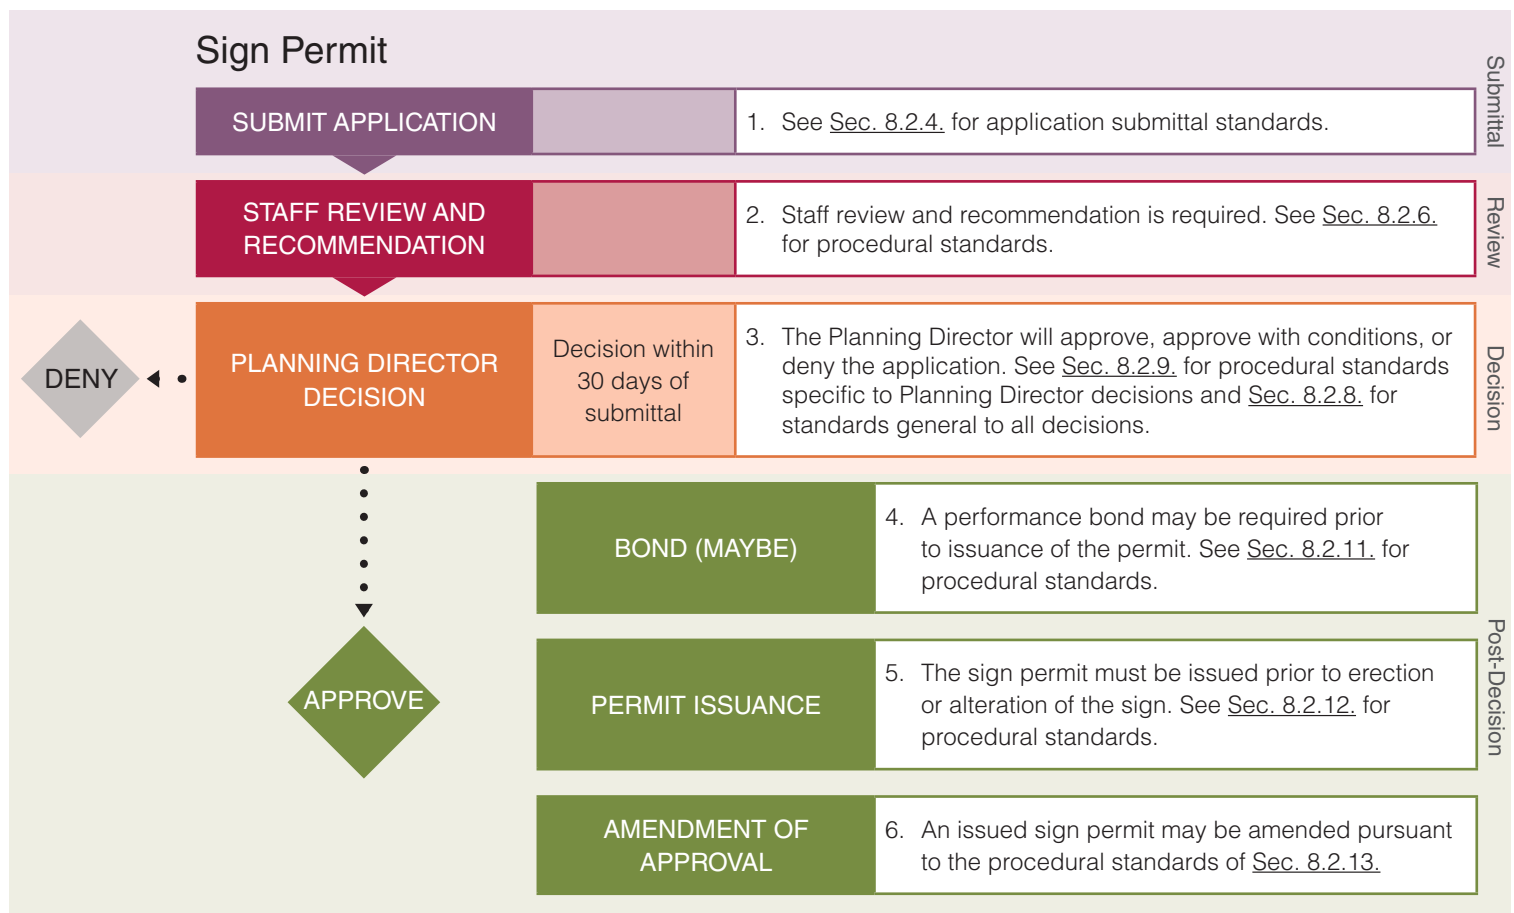 Sign Permit
Submittal
SUBMIT APPLICATION
1. See Sec. 8.2.4. for application submittal standards.
Review
STAFF REVIEW AND
RECOMMENDATION
2. Staff review and recommendation is required. See Sec. 8.2.6.
for procedural standards.
Decision
DENY
PLANNING DIRECTOR
DECISION
Decision within
30 days of
submittal
3. The Planning Director will approve, approve with conditions, or
deny the application. See Sec. 8.2.9. for procedural standards
specific to Planning Director decisions and Sec. 8.2.8. for
standards general to all decisions.
Post-Decision
APPROVE
BOND (MAYBE)
4. A performance bond may be required prior
to issuance of the permit. See Sec. 8.2.11. for
procedural standards.
PERMIT ISSUANCE
5. The sign permit must be issued prior to erection
or alteration of the sign. See Sec. 8.2.12. for
procedural standards.
AMENDMENT OF
APPROVAL
6. An issued sign permit may be amended pursuant
to the procedural standards of Sec. 8.2.13.